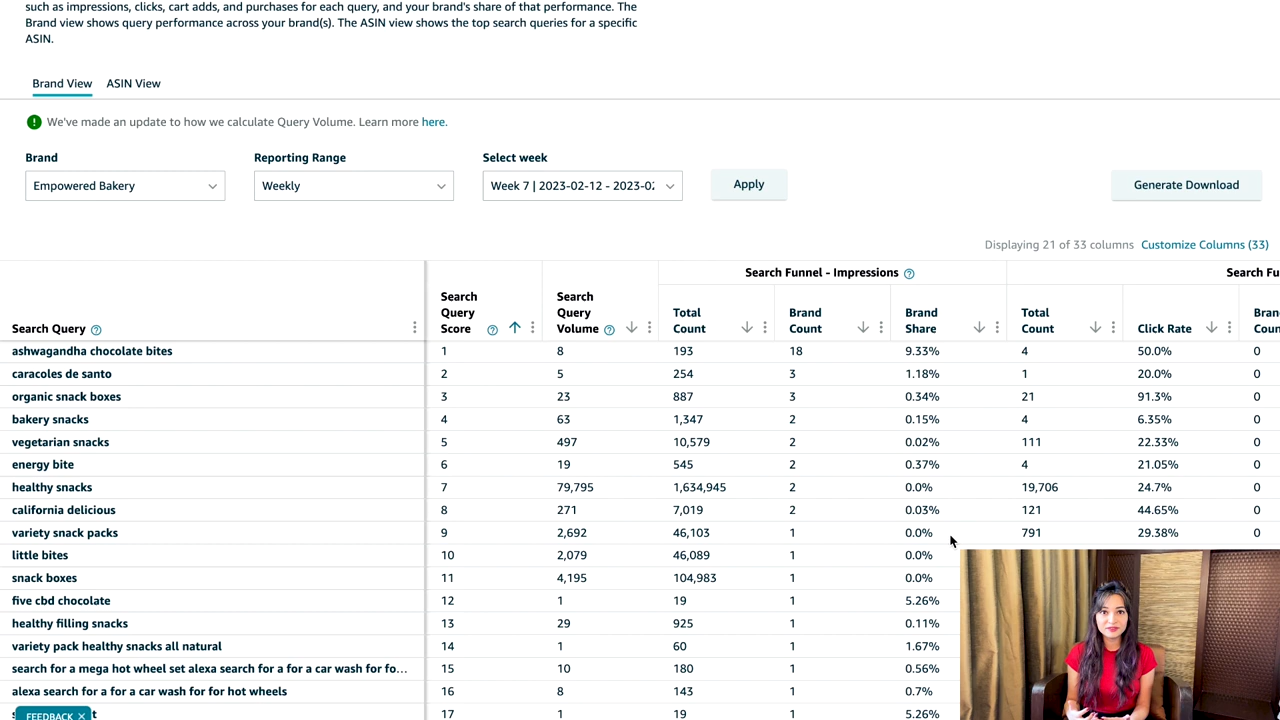 such as impressions, clicks, cart adds, and purchases for each query, and your brand's share of that performance. The
Brand view shows query performance across your brand(s). The ASIN view shows the top search queries for a specific
ASIN.
Brand View ASIN View
We've made an update to how we calculate Query Volume. Learn more here.
Brand Reporting Range Select week
Empowered Bakery Weekly Week 7 | 2023-02-12 - 2023-02 Apply Generate Download
Displaying 21 of 33 columns Customize Columns (33)
Search Funnel - Impressions Search Fu
Search Query Search Query Score Search Query Volume Total Count Brand Count Brand Share Total Count Click Rate Bran Coun
ashwagandha chocolate bites 1 8 193 18 9.33% 4 50.0% 0
caracoles de santo 2 5 254 3 1.18% 1 20.0% 0
organic snack boxes 3 23 887 3 0.34% 21 91.3% 0
bakery snacks 4 63 1,347 2 0.15% 4 6.35% 0
vegetarian snacks 5 497 10,579 2 0.02% 111 22.33% 0
energy bite 6 19 545 2 0.37% 4 21.05% 0
healthy snacks 7 79,795 1,634,945 2 0.0% 19,706 24.7% 0
california delicious 8 271 7,019 2 0.03% 121 44.65% 0
variety snack packs 9 2,692 46,103 1 0.0% 791 29.38% 0
little bites 10 2,079 46,089 1 0.0%
snack boxes 11 4,195 104,983 1 0.0%
five cbd chocolate 12 1 19 1 5.26%
healthy filling snacks 13 29 925 1 0.11%
variety pack healthy snacks all natural 14 1 60 1 1.67%
search for a mega hot wheel set alexa search for a for a car wash for fo... 15 10 180 1 0.56%
alexa search for a for a car wash for for hot wheels 16 8 143 1 0.7%
17 1 19 1 5.26%
FEEDBACK ×